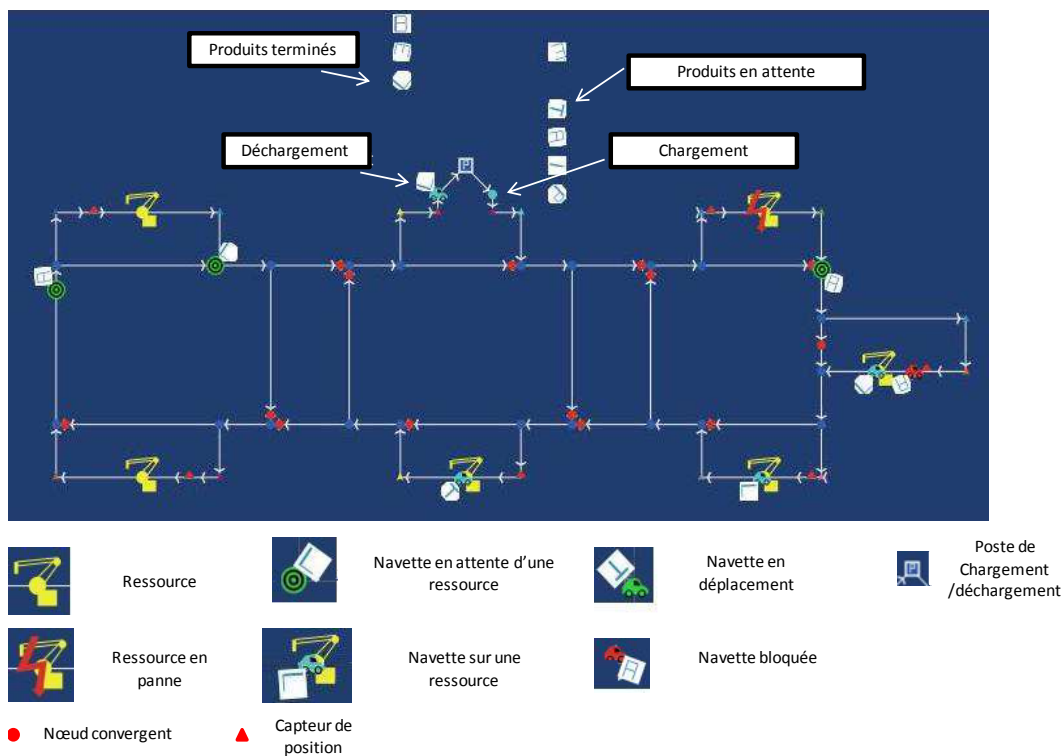 Produits terminés
Produits en attente
Déchargement
Chargement
P
Ressource
Navette en attente d'une
ressource
Navette en
déplacement
Poste de
Chargement
/déchargement
Ressource en
panne
Navette sur une
ressource
Navette bloquée
Nœud convergent
Capteur de
position